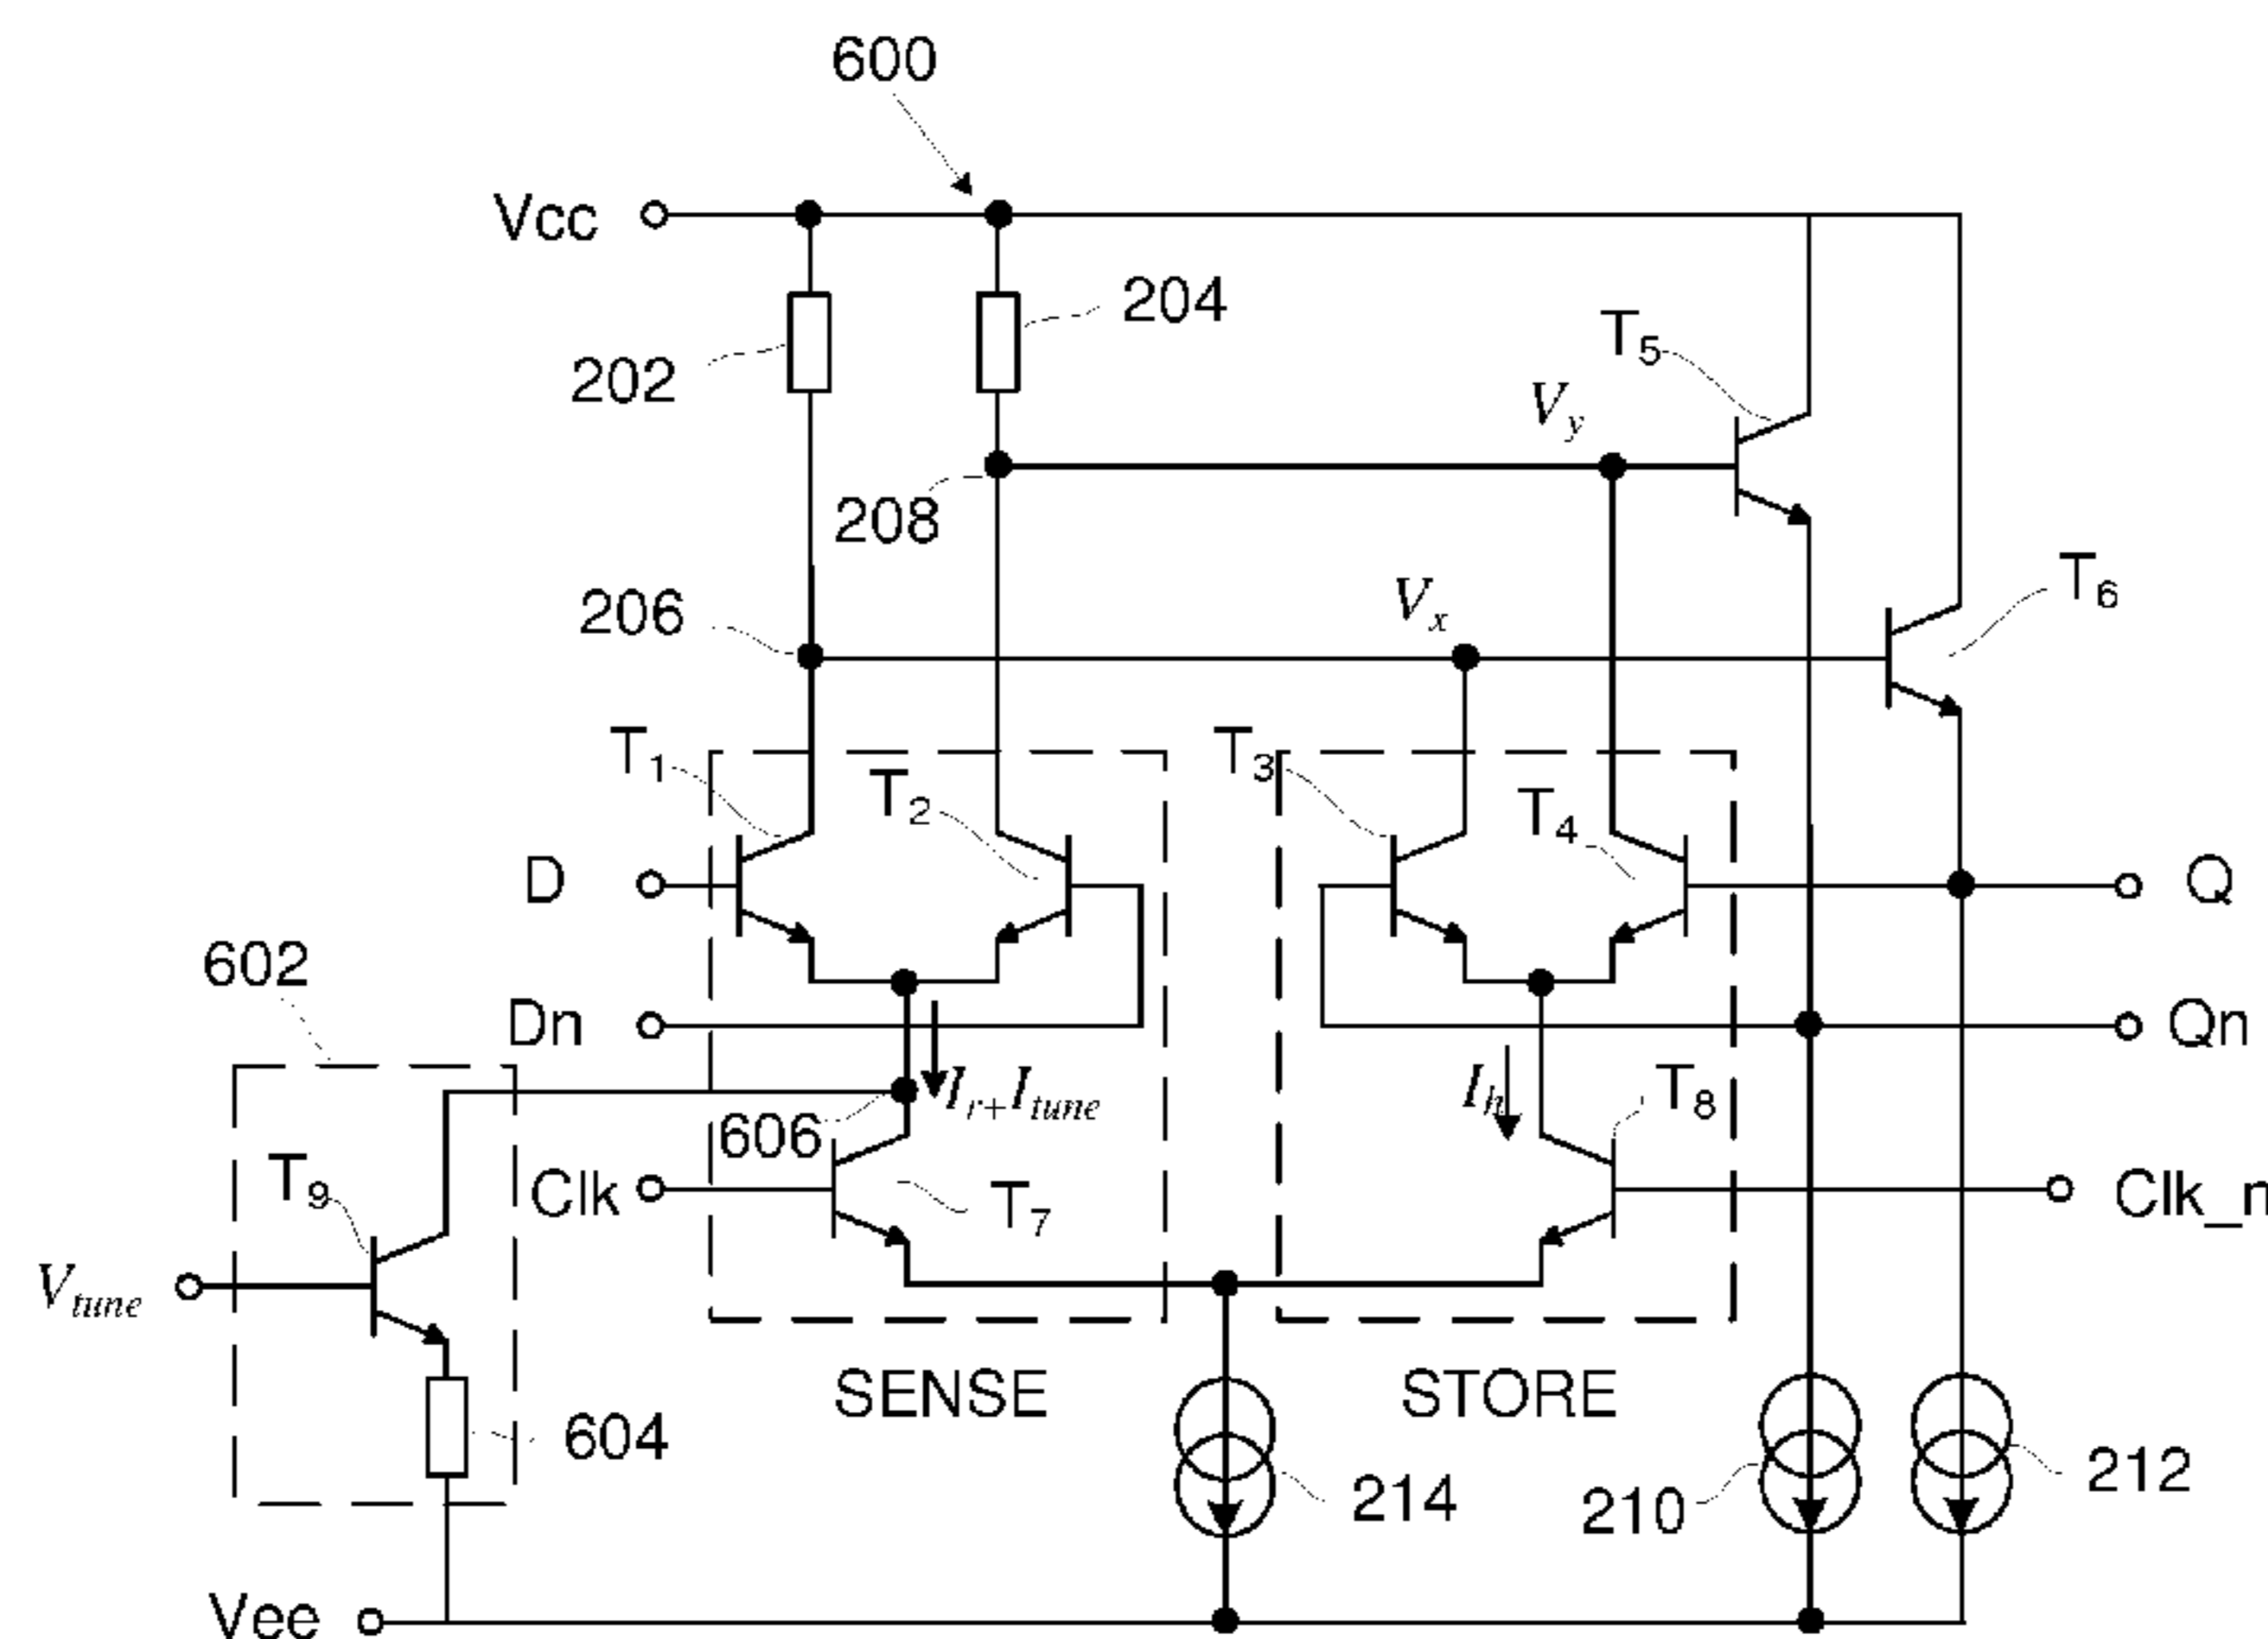 600
Vcc
204
202
T5
Vy
208
Vx
T6
206
T1
T2
T3
T4
D
Q
602
Dn
Qn
Ir+Itune
Ih
T8
606
T9
Clk
T7
Clk_n
Vtune
SENSE
STORE
604
214
210
212
Vee